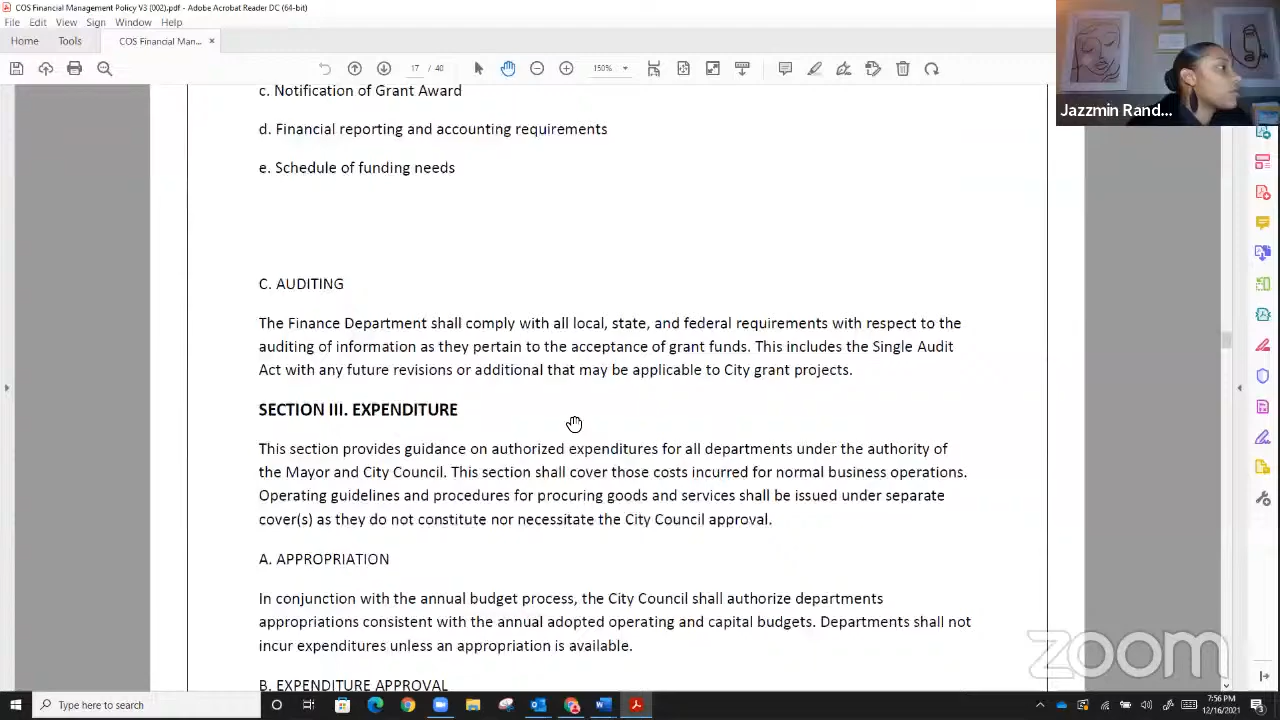 COS Financial Management Policy V3 (002).pdf - Adobe Acrobat Reader DC (64-bit)
File Edit View Sign Window Help
Home Tools COS Financial Man... ×
17 / 40 150%
Jazzmin Rand...
c. Notification of Grant Award
d. Financial reporting and accounting requirements
e. Schedule of funding needs
C. AUDITING
The Finance Department shall comply with all local, state, and federal requirements with respect to the
auditing of information as they pertain to the acceptance of grant funds. This includes the Single Audit
Act with any future revisions or additional that may be applicable to City grant projects.
SECTION III. EXPENDITURE
This section provides guidance on authorized expenditures for all departments under the authority of
the Mayor and City Council. This section shall cover those costs incurred for normal business operations.
Operating guidelines and procedures for procuring goods and services shall be issued under separate
cover(s) as they do not constitute nor necessitate the City Council approval.
A. APPROPRIATION
In conjunction with the annual budget process, the City Council shall authorize departments
appropriations consistent with the annual adopted operating and capital budgets. Departments shall not
incur expenditures unless an appropriation is available.
B. EXPENDITURE APPROVAL
zoom
Type here to search
7:56 PM
12/16/2021